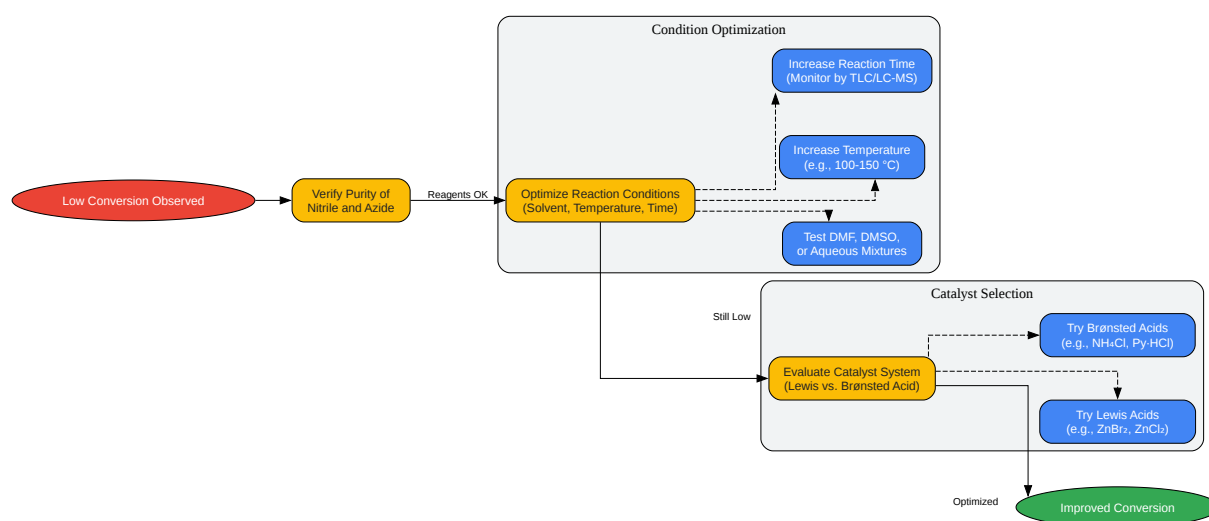 Condition Optimization
Increase Reaction Time
(Monitor by TLC/LC-MS)
Increase Temperature
(e.g., 100-150 °C)
Low Conversion Observed
Verify Purity of
Nitrile and Azide
Reagents OK
Optimize Reaction Conditions
(Solvent, Temperature, Time)
Test DMF, DMSO,
or Aqueous Mixtures
Catalyst Selection
Still Low
Try Brønsted Acids
(e.g., NH₄Cl, Py·HCl)
Evaluate Catalyst System
(Lewis vs. Brønsted Acid)
Try Lewis Acids
(e.g., ZnBr₂, ZnCl₂)
Optimized
Improved Conversion